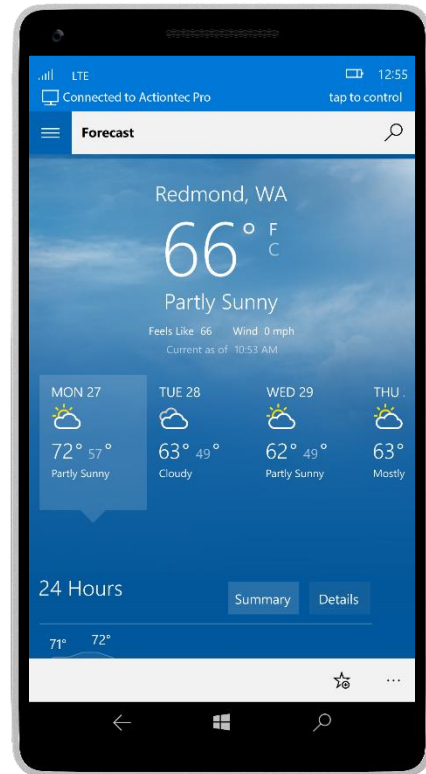 LTE 12:55
Connected to Actiontec Pro tap to control
Forecast
Redmond, WA
66° F
C
Partly Sunny
Feels Like 66 Wind 0 mph
Current as of 10:53 AM
MON 27 TUE 28 WED 29 THU
72° 57° 63° 49° 62° 49° 63°
Partly Sunny Cloudy Partly Sunny Mostly
24 Hours Summary Details
71° 72°